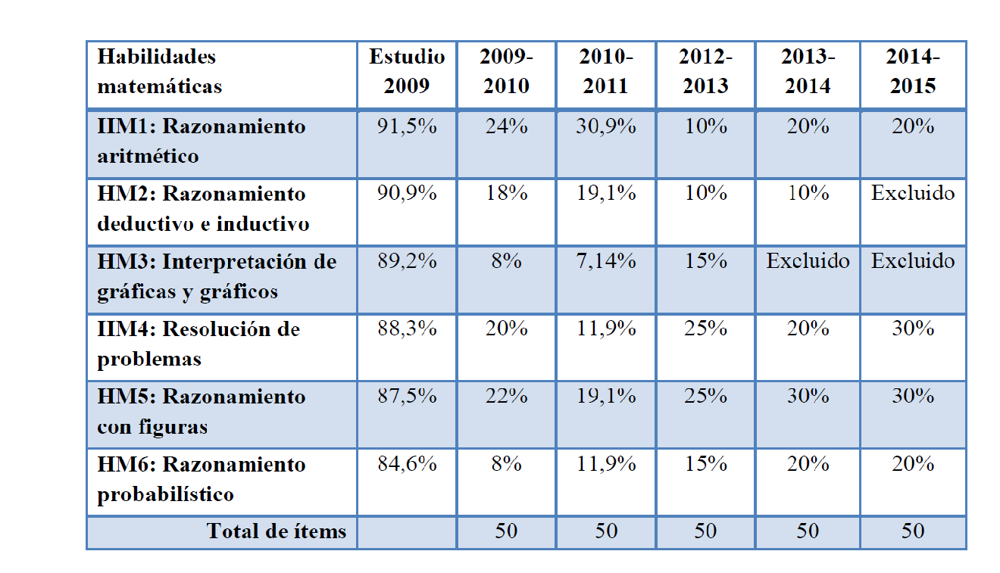 Habilidades matemáticas Estudio 2009 2009-2010 2010-2011 2012-2013 2013-2014 2014-2015
HM1: Razonamiento aritmético 91,5% 24% 30,9% 10% 20% 20%
HM2: Razonamiento deductivo e inductivo 90,9% 18% 19,1% 10% 10% Excluido
HM3: Interpretación de gráficas y gráficos 89,2% 8% 7,14% 15% Excluido Excluido
HM4: Resolución de problemas 88,3% 20% 11,9% 25% 20% 30%
HM5: Razonamiento con figuras 87,5% 22% 19,1% 25% 30% 30%
HM6: Razonamiento probabilístico 84,6% 8% 11,9% 15% 20% 20%
Total de ítems 50 50 50 50 50